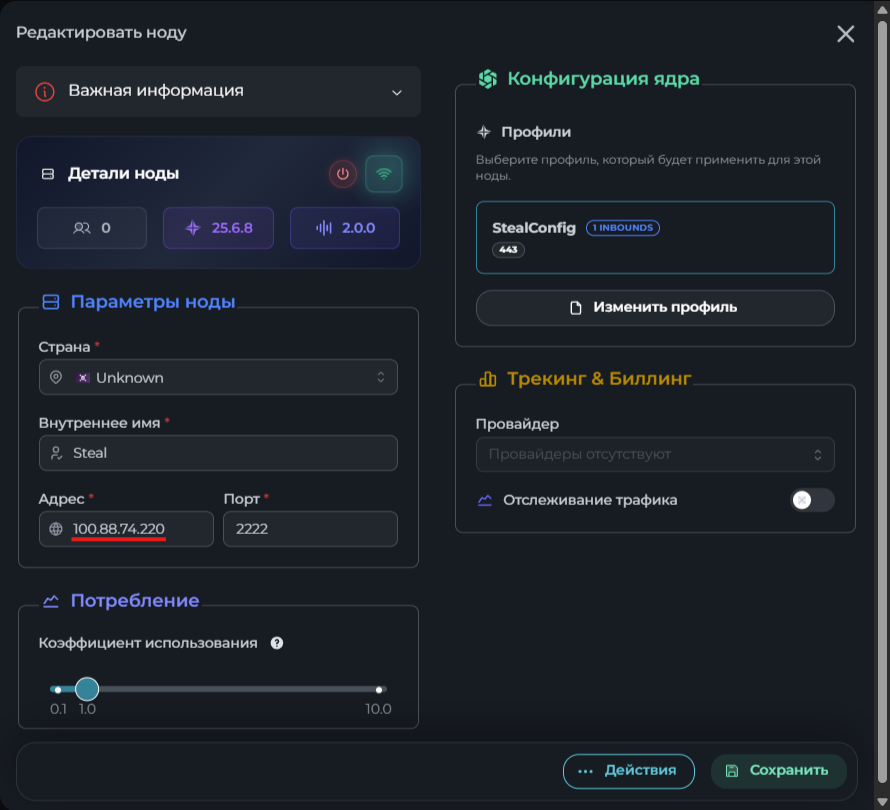 Редактировать ноду
Важная информация
Детали ноды
0
25.6.8
2.0.0
Параметры ноды
Страна *
Unknown
Внутреннее имя *
Steal
Адрес *
Порт *
100.88.74.220
2222
Потребление
Коэффициент использования
0.1
1.0
10.0
Конфигурация ядра
Профили
Выберите профиль, который будет применить для этой
ноды.
StealConfig
1 INBOUNDS
443
Изменить профиль
Трекинг & Биллинг
Провайдер
Провайдеры отсутствуют
Отслеживание трафика
Действия
Сохранить